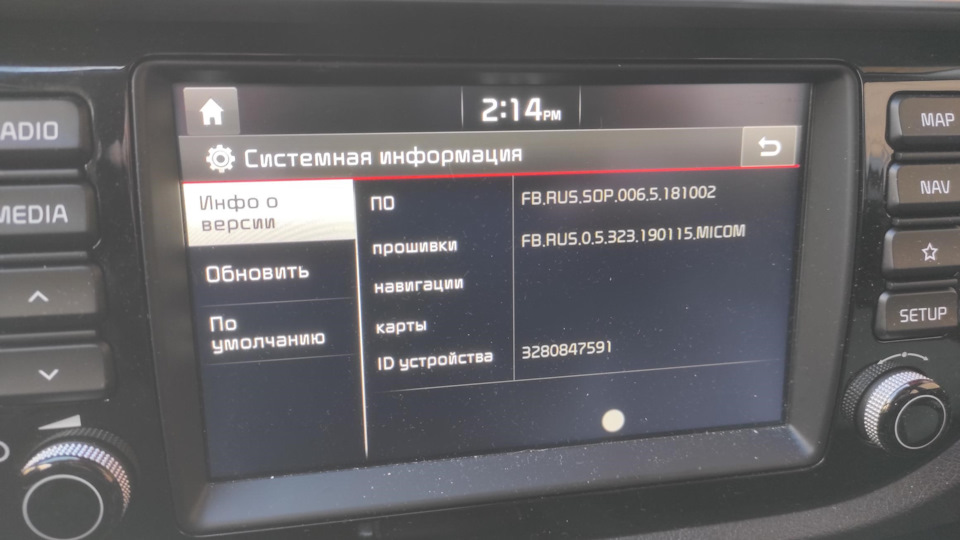 2:14PM
Системная информация
ADIO
MEDIA
Инфо о
версии
Обновить
По
умолчанию
ПО
FB.RUS.SOP.006.5.181002
прошивки
FB.RUS.0.5.323.190115.MICOM
навигации
карты
ID устройства
3280847591
MAP
NAV
SETUP